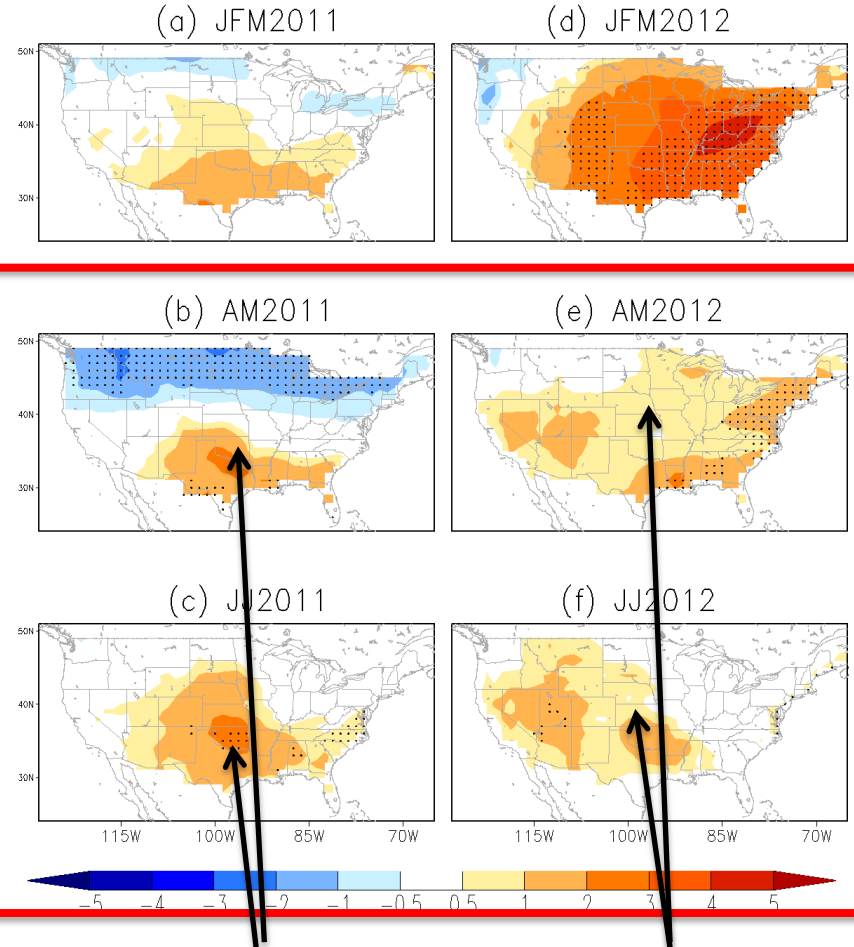 (a) JFM2011
(d) JFM2012
50N
40N
30N
(b) AM2011
(e) AM2012
50N
40N
30N
(c) JJ2011
(f) JJ2012
50N
40N
30N
115W 100W 85W 70W 115W 100W 85W 70W
-5 -4 -3 -2 -1 -0.5 0.5 1 2 3 4 5